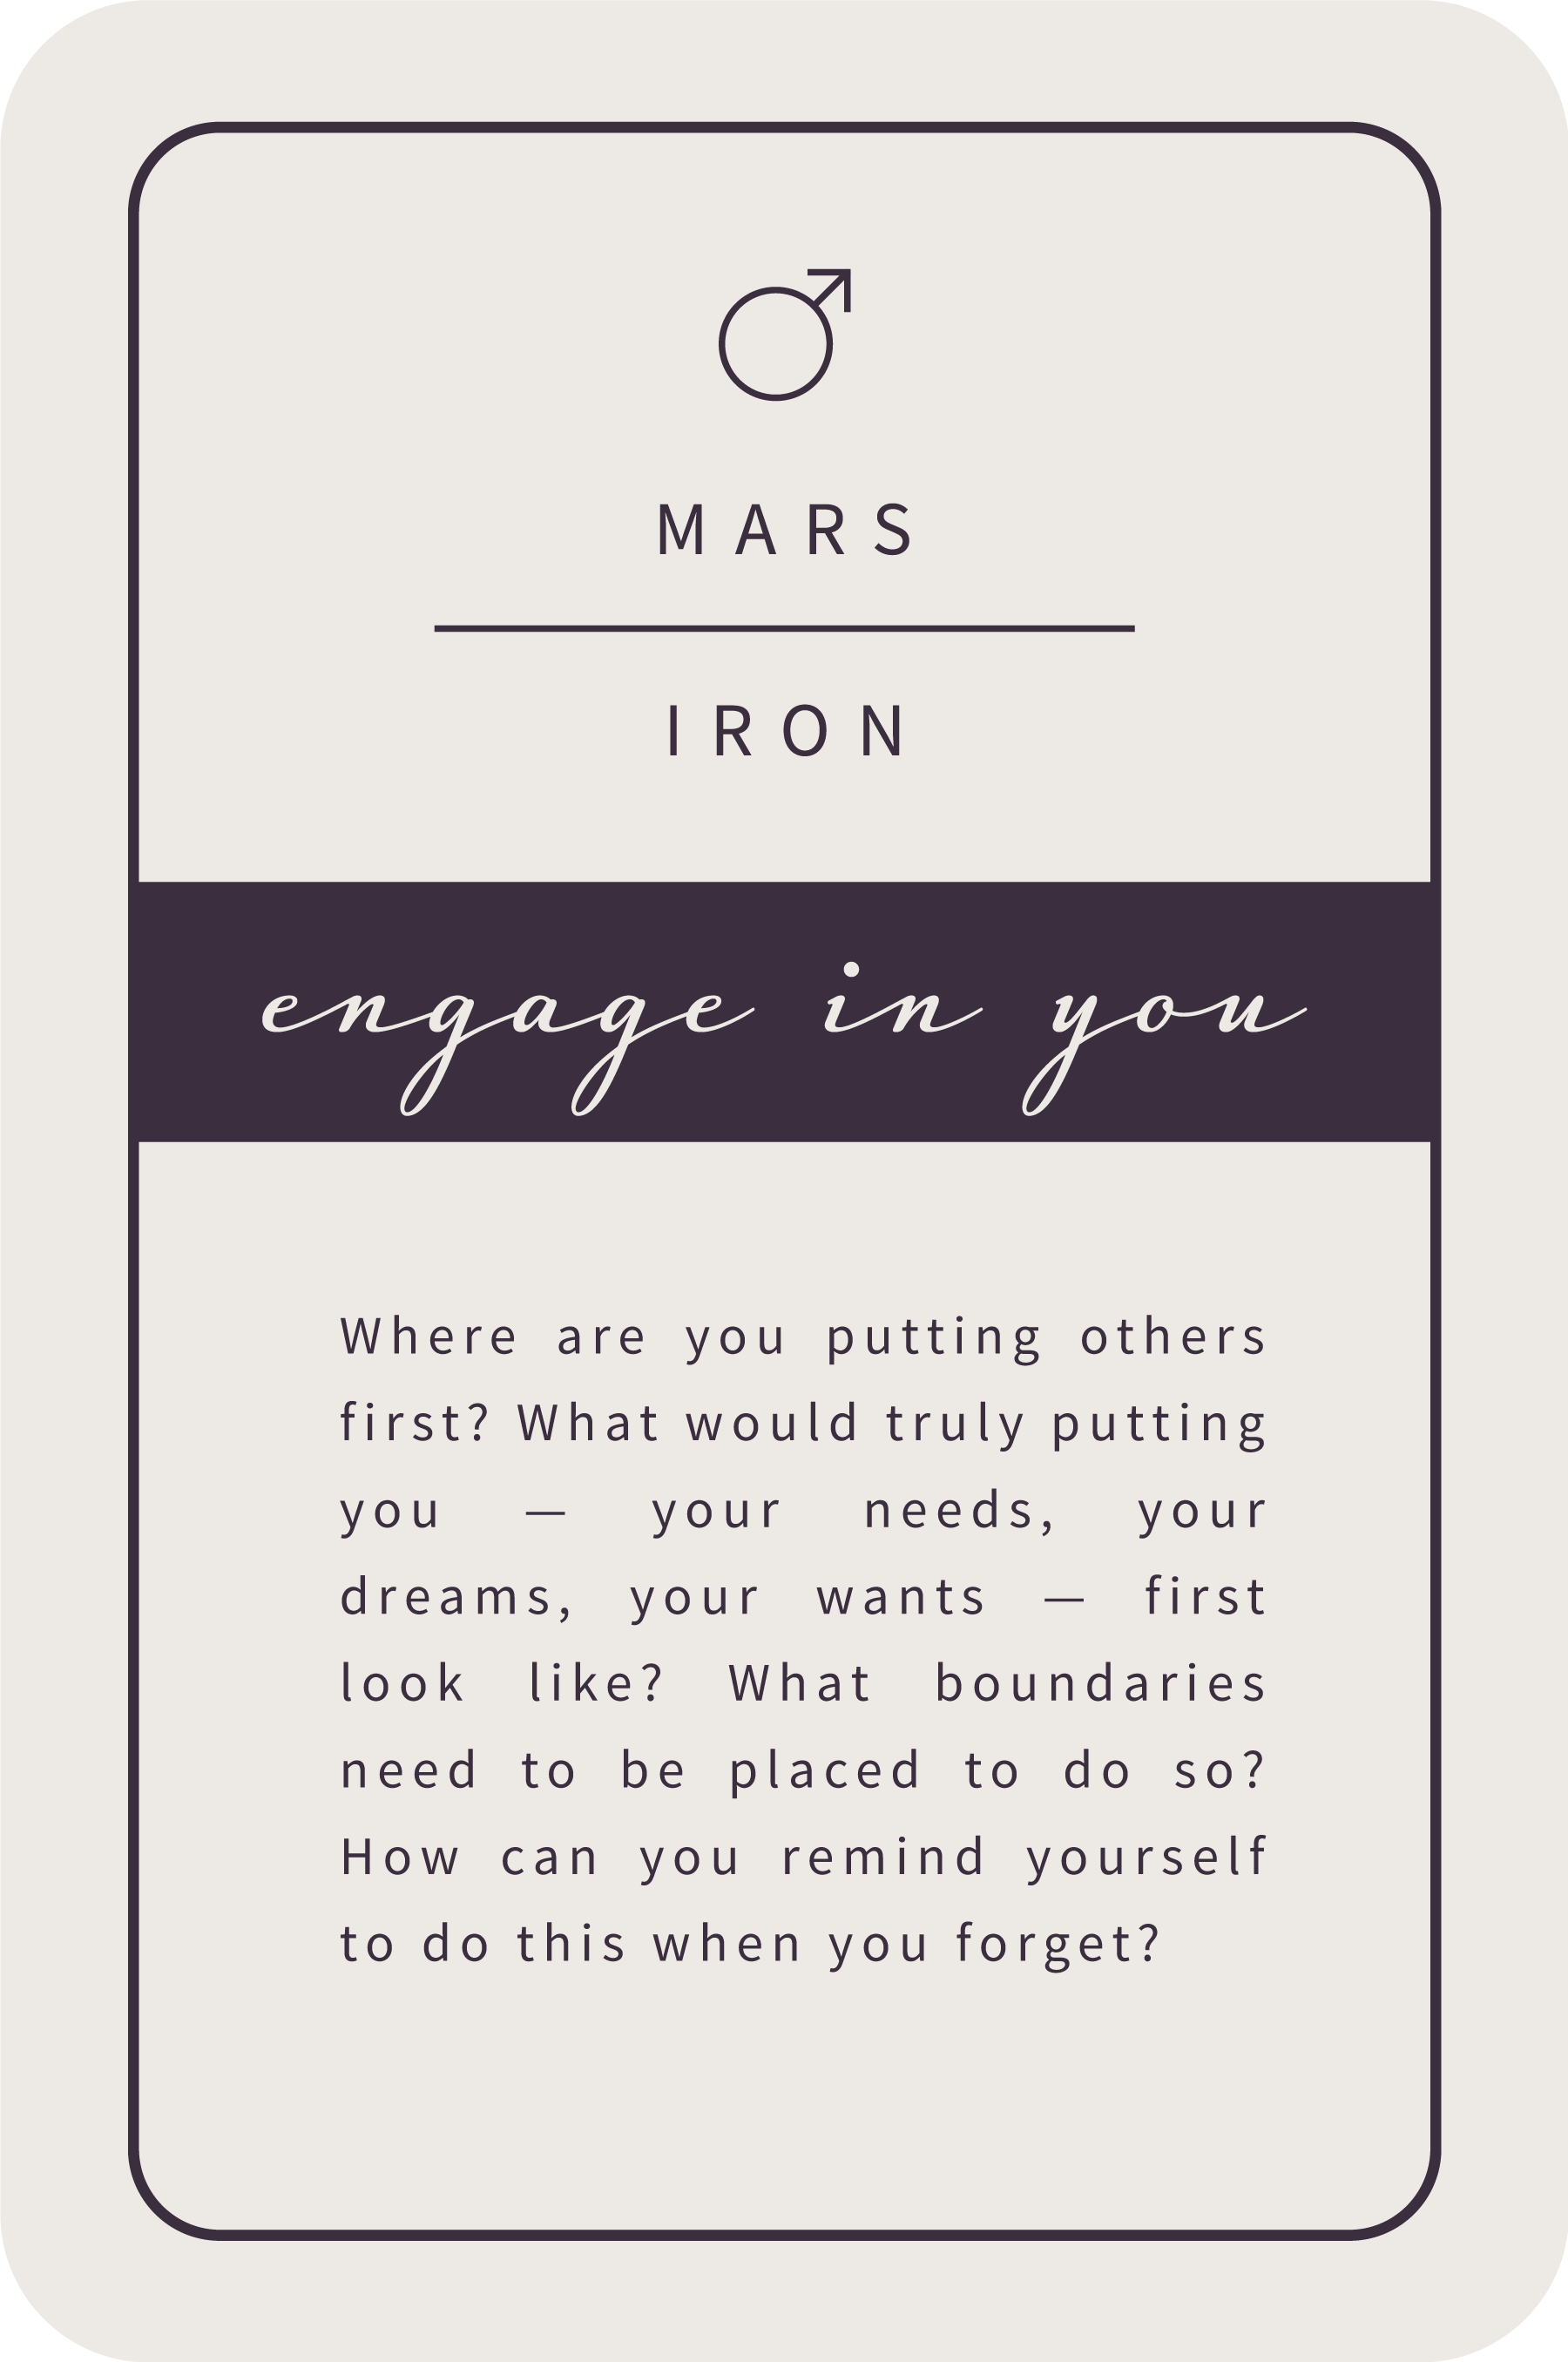 MARS
IRON
engage in you
Where are you putting others
first? What would truly putting
you — your needs, your
dreams, your wants — first
look like? What boundaries
need to be placed to do so?
How can you remind yourself
to do this when you forget?